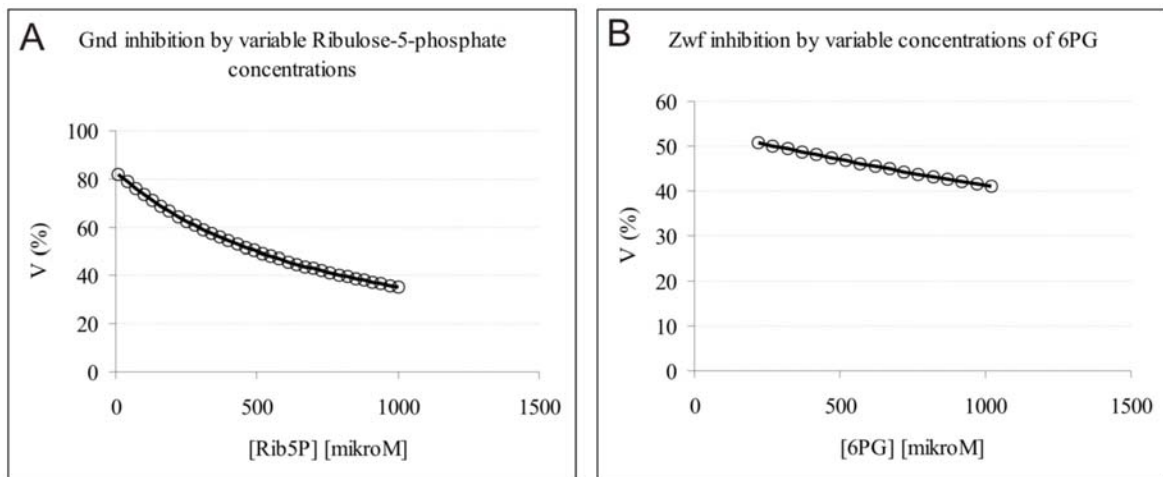 A
Gnd inhibition by variable Ribulose-5-phosphate
concentrations
100
80
60
40
20
0
V (%)
0 500 1000 1500
[Rib5P] [mikroM]
B
Zwf inhibition by variable concentrations of 6PG
60
50
40
30
20
10
0
V (%)
0 500 1000 1500
[6PG] [mikroM]